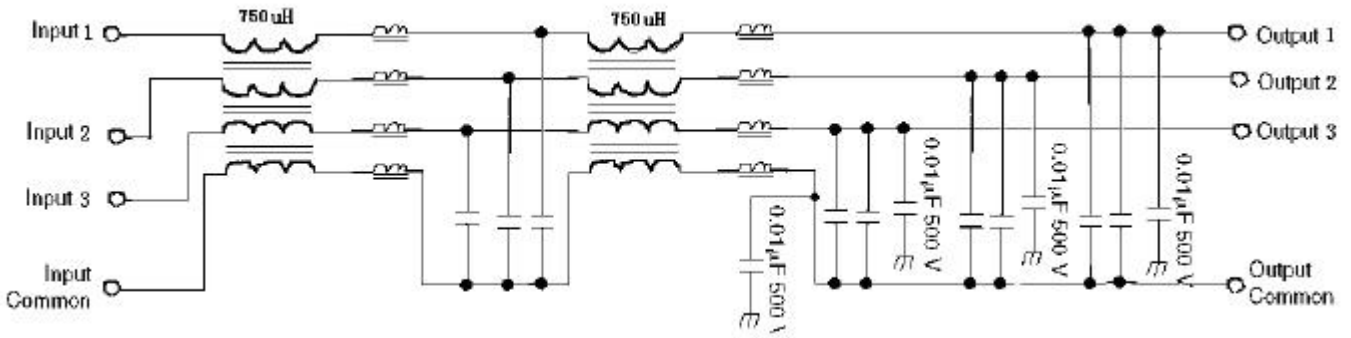 750 uH
750 uH
Input 1
Output 1
Output 2
Input 2
Output 3
Input 3
0.01µF 500 V
0.01µF 500 V
0.01µF 500 V
0.01µF 500 V
Input
Common
Output
Common